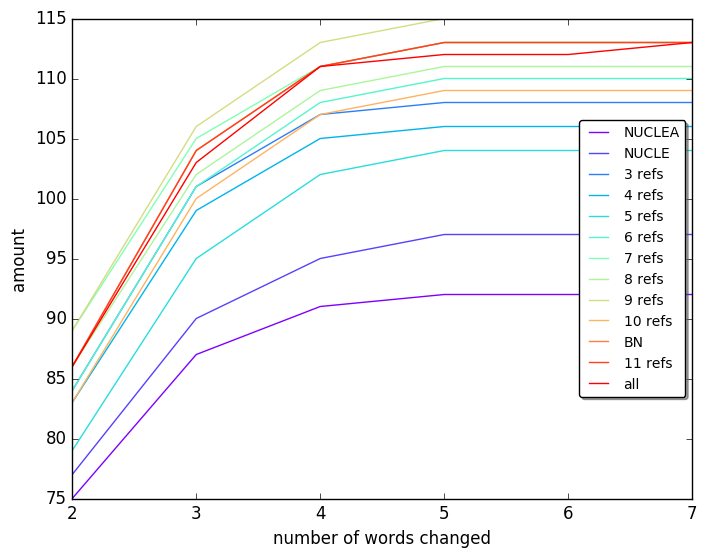 115
110
105
100
95
90
85
80
75
amount
2 3 4 5 6 7
number of words changed
NUCLEA
NUCLE
3 refs
4 refs
5 refs
6 refs
7 refs
8 refs
9 refs
10 refs
BN
11 refs
all